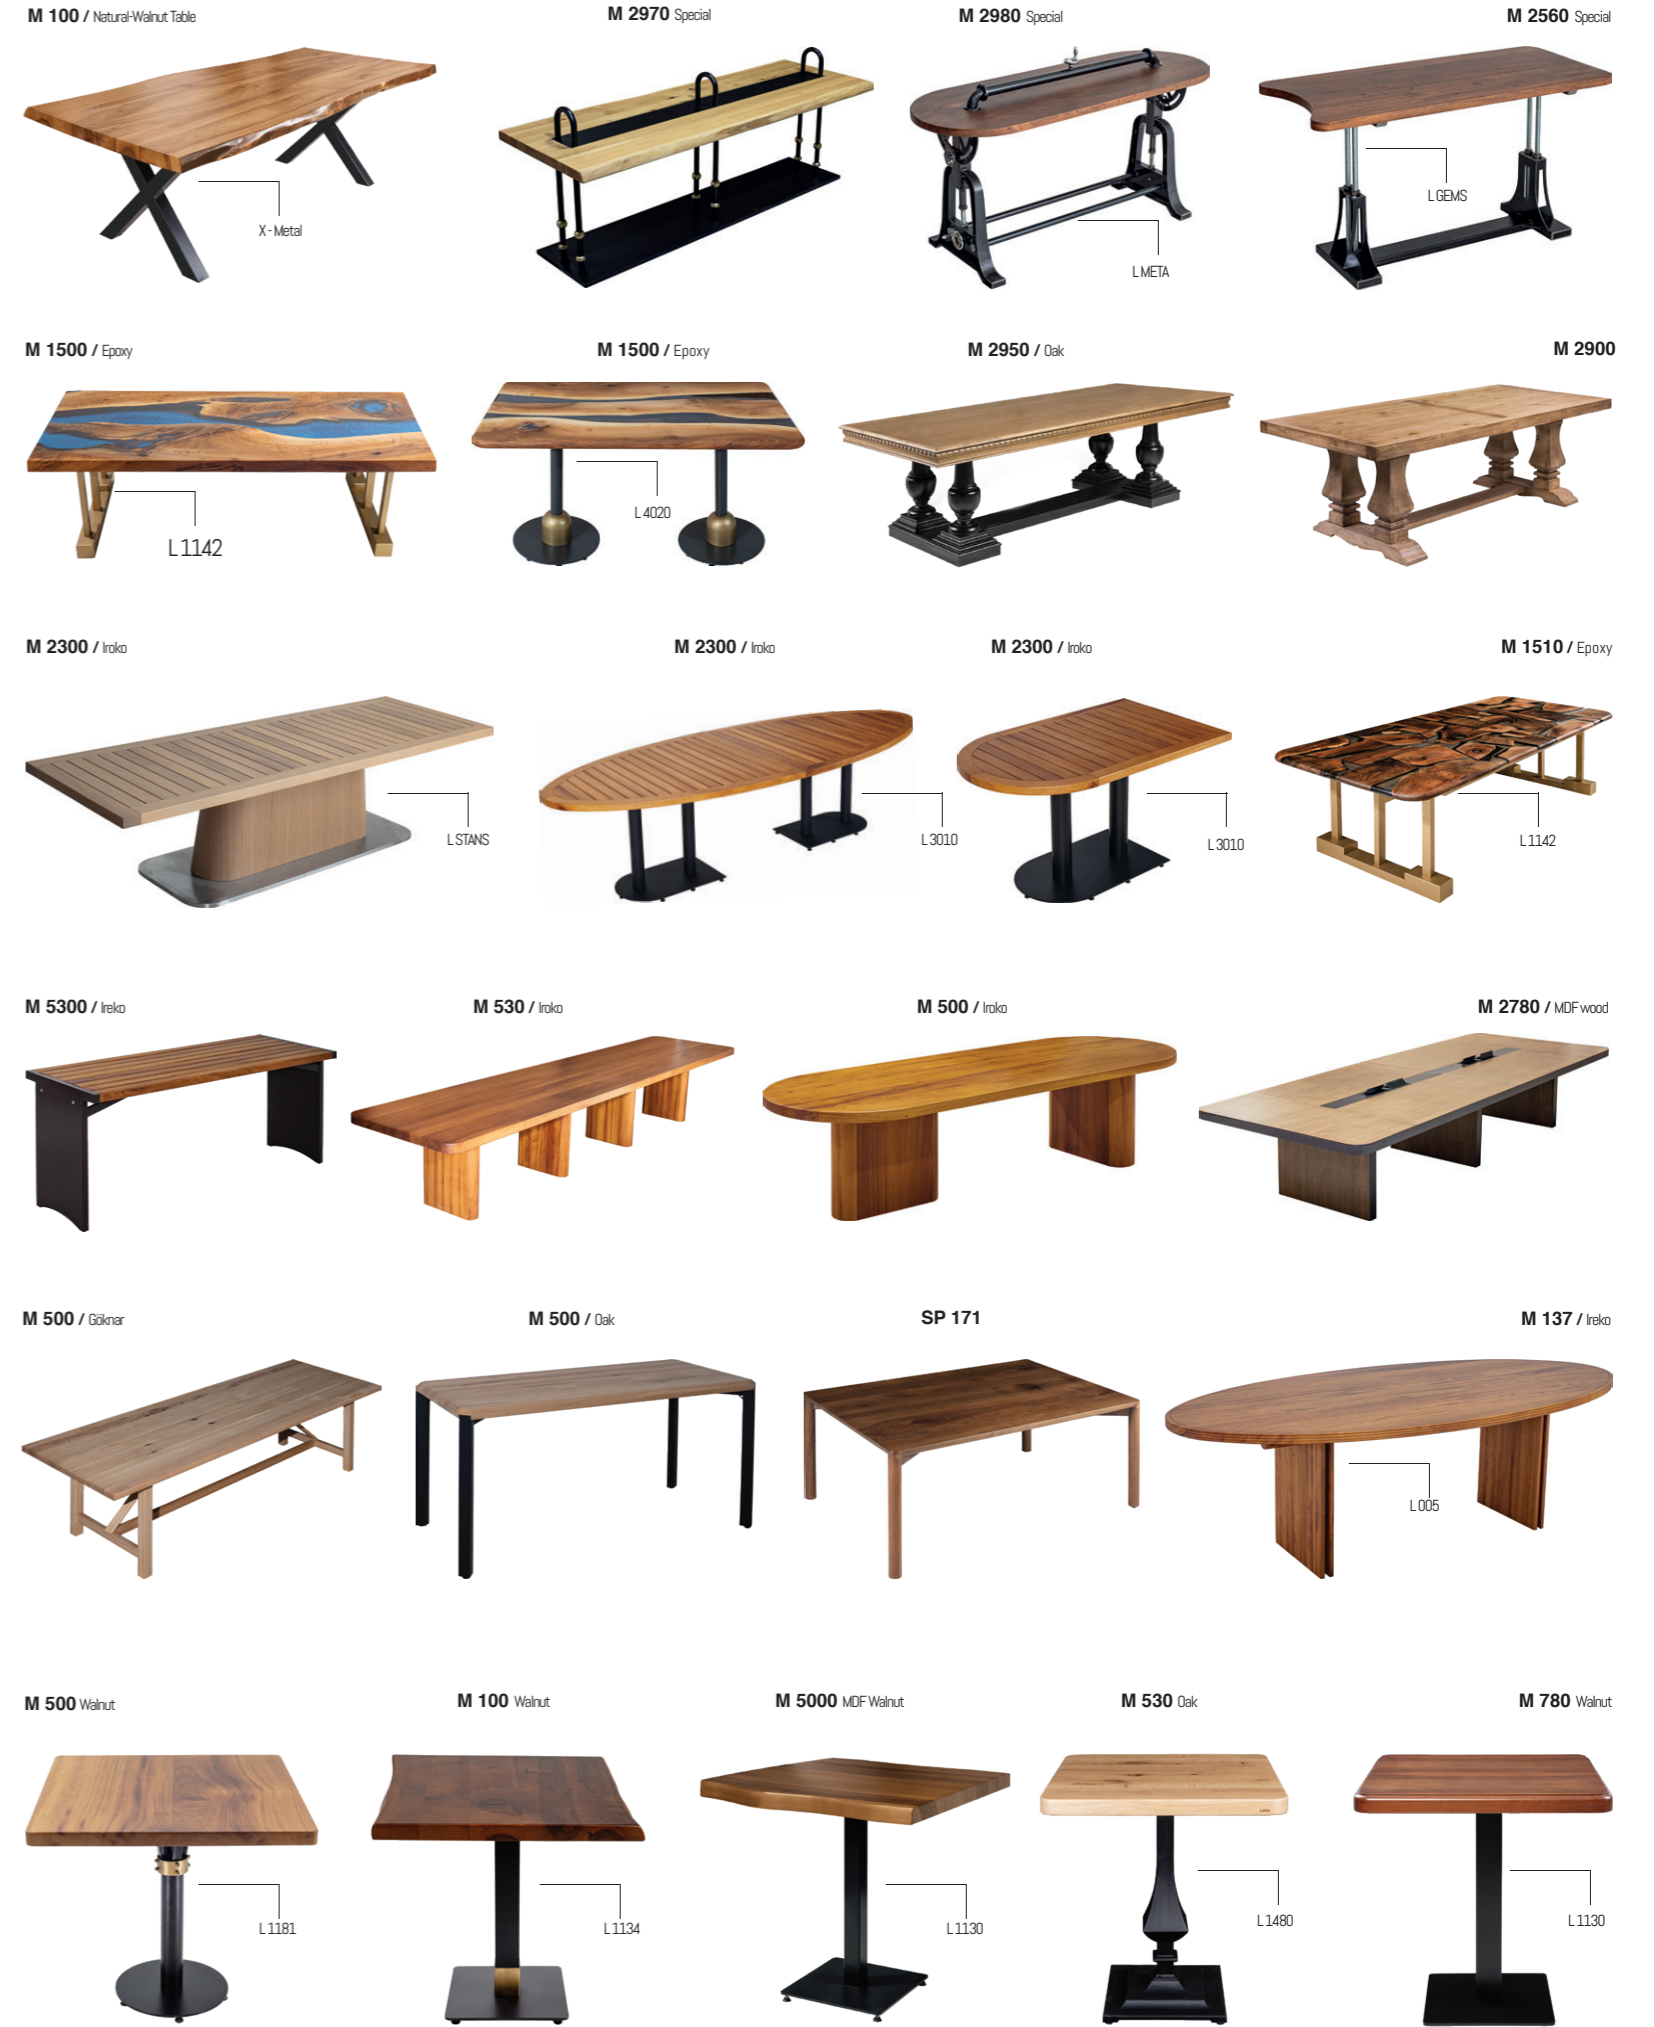 M 100 / Natural-Walnut Table
M 2970 Special
M 2980 Special
M 2560 Special
X - Metal
L META
L GEMS
M 1500 / Epoxy
M 1500 / Epoxy
M 2950 / Oak
M 2900
L 1142
L 4020
M 2300 / Iroko
M 2300 / Iroko
M 2300 / Iroko
M 1510 / Epoxy
L STANS
L 3010
L 3010
L 1142
M 5300 / Ireko
M 530 / Iroko
M 500 / Iroko
M 2780 / MDF wood
M 500 / Göknar
M 500 / Oak
SP 171
M 137 / Ireko
L 005
M 500 Walnut
M 100 Walnut
M 5000 MDF Walnut
M 530 Oak
M 780 Walnut
L 1181
L 1134
L 1130
L 1480
L 1130